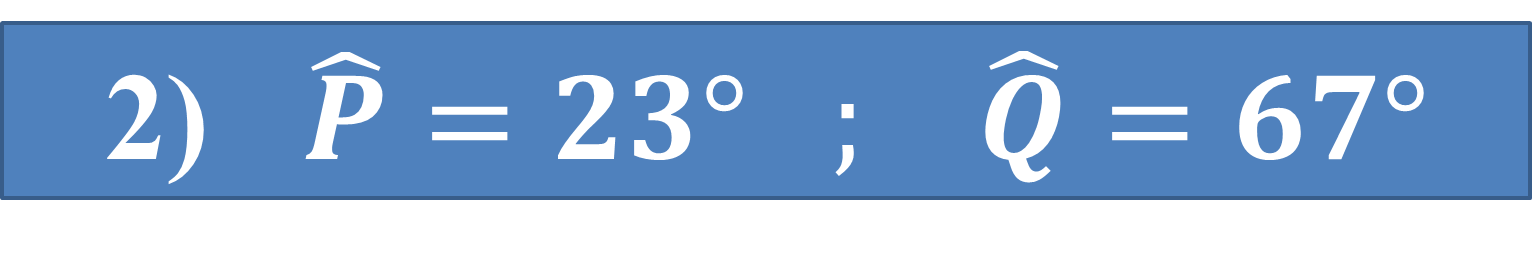 2) P̂ = 23° ; Q̂ = 67°